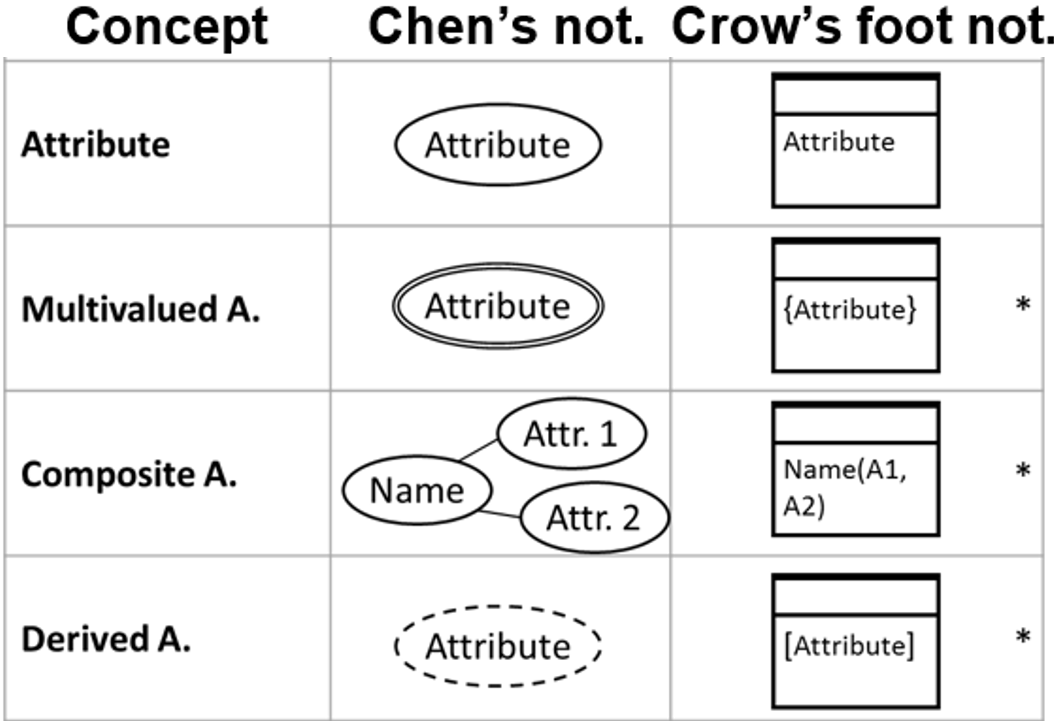 Concept Chen's not. Crow's foot not.
Attribute Attribute Attribute
Multivalued A. Attribute {Attribute} *
Composite A. Name Attr. 1 Attr. 2 Name(A1,
A2) *
Derived A. Attribute [Attribute] *